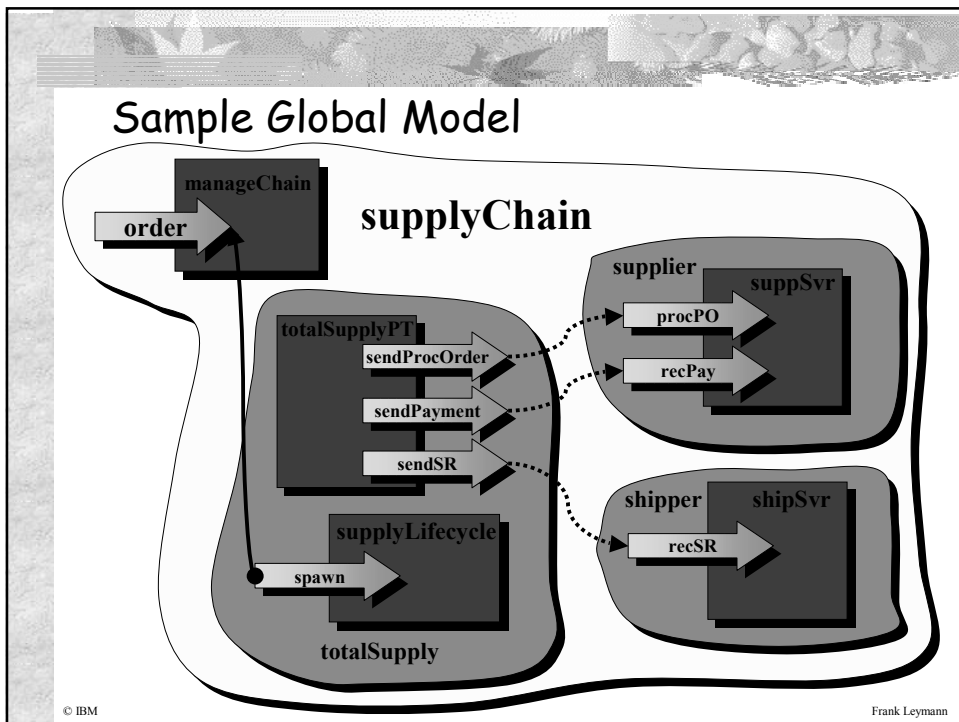 Sample Global Model
manageChain
order
supplyChain
supplier
suppSvr
procPO
recPay
totalSupplyPT
sendProcOrder
sendPayment
sendSR
shipper
shipSvr
recSR
supplyLifecycle
spawn
totalSupply
© IBM
Frank Leymann